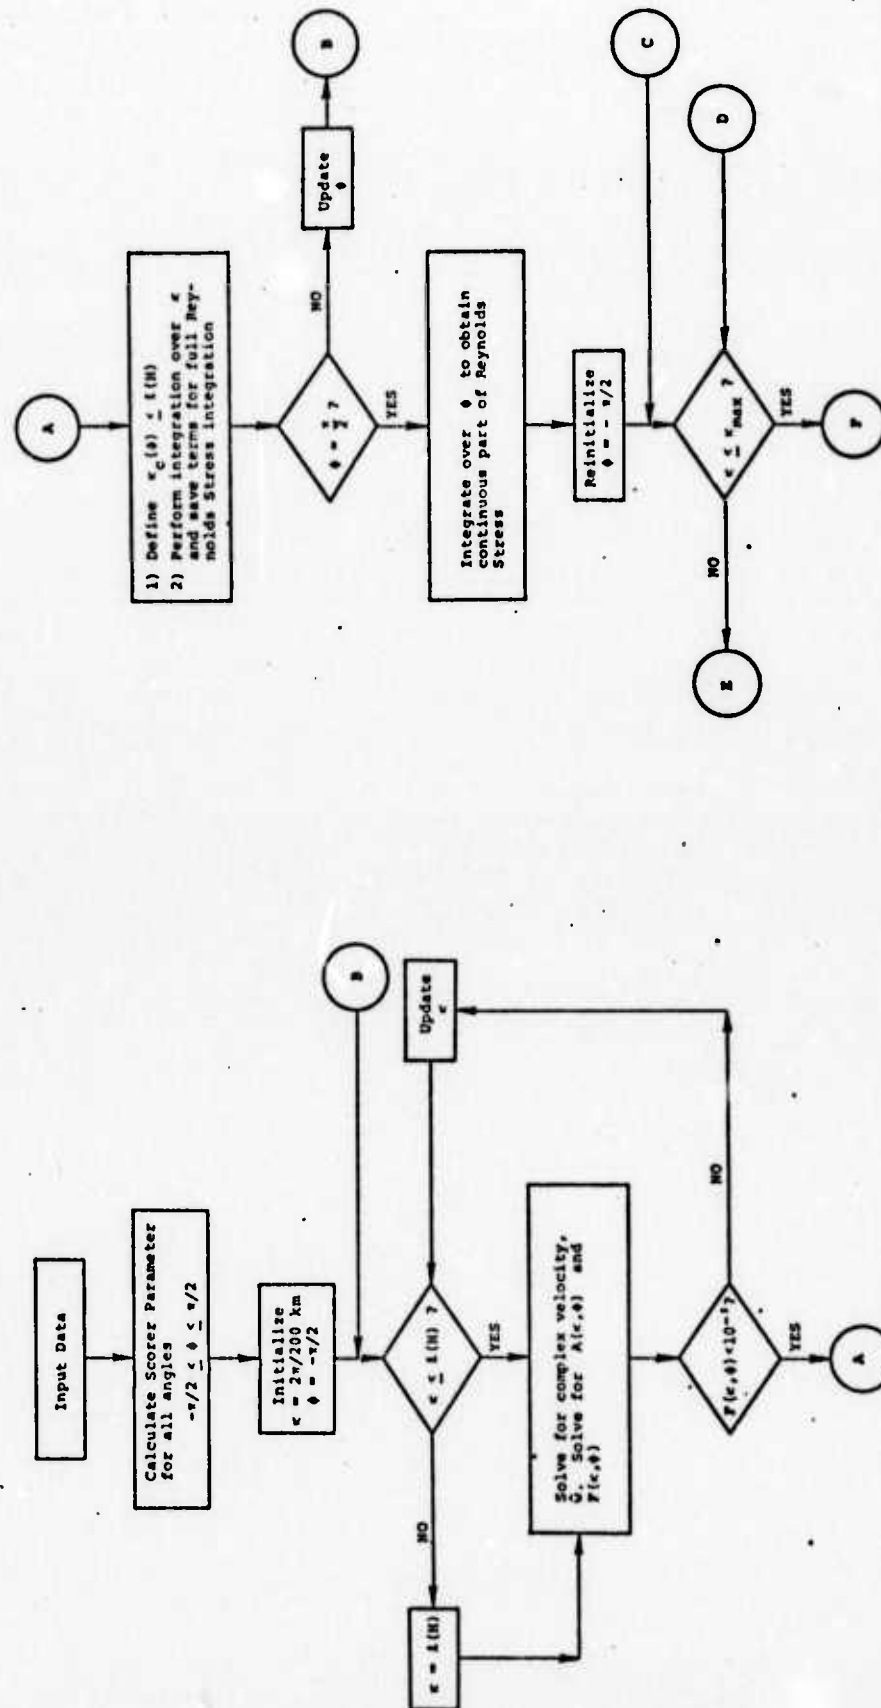 Input Data
Calculate Scorer Parameter
for all angles
-π/2 ≤ φ ≤ π/2
Initialize
κ = 2π/200 km
φ = -π/2
B
κ ≤ ℓ(H) ?
NO
YES
κ = ℓ(H)
Update
κ
Solve for complex velocity,
ŵ. Solve for A(κ,φ) and
F(κ,φ)
F(κ,φ)<10⁻⁵?
NO
YES
A
A
1) Define κc(φ) ≤ ℓ(H)
2) Perform integration over κ
and save terms for full Rey-
nolds Stress integration
φ = π/2 ?
NO
YES
Update
φ
B
Integrate over φ to obtain
continuous part of Reynolds
Stress
Reinitialize
φ = - π/2
C
κ ≤ κmax ?
D
NO
YES
E
F